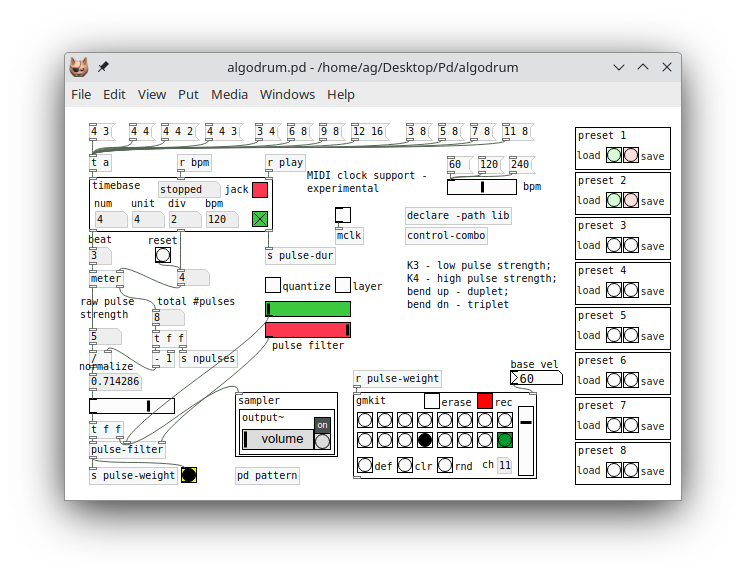 algodrum.pd - /home/ag/Desktop/Pd/algodrum
File Edit View Put Media Windows Help
4 3 4 4 4 4 2 4 4 3 3 4 6 8 9 8 12 16 3 8 5 8 7 8 11 8
t a
r bpm
r play
MIDI clock support -
experimental
60 120 240
bpm
timebase
stopped
jack
num unit div bpm
4 4 2 120
mclk
declare -path lib
control-combo
beat
reset
3
s pulse-dur
meter
4
K3 - low pulse strength;
K4 - high pulse strength;
bend up - duplet;
bend dn - triplet
quantize
layer
raw pulse
strength
total #pulses
8
5
t f f
pulse filter
/
- 1
s npulses
normalize
0.714286
t f f
pulse-filter
s pulse-weight
sampler
output~
on
volume
pd pattern
r pulse-weight
base vel
60
gmkit
erase
rec
def
clr
rnd
ch
11
preset 1
load save
preset 2
load save
preset 3
load save
preset 4
load save
preset 5
load save
preset 6
load save
preset 7
load save
preset 8
load save